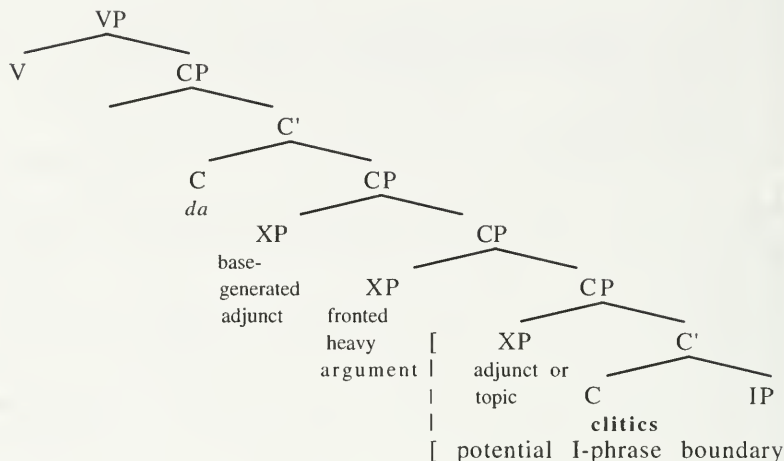 VP
V
CP
C'
C
CP
da
XP
CP
base-
generated
adjunct
XP
CP
fronted
heavy
argument
[
XP
C'
adjunct or
topic
C
IP
clitics
[ potential I-phrase boundary